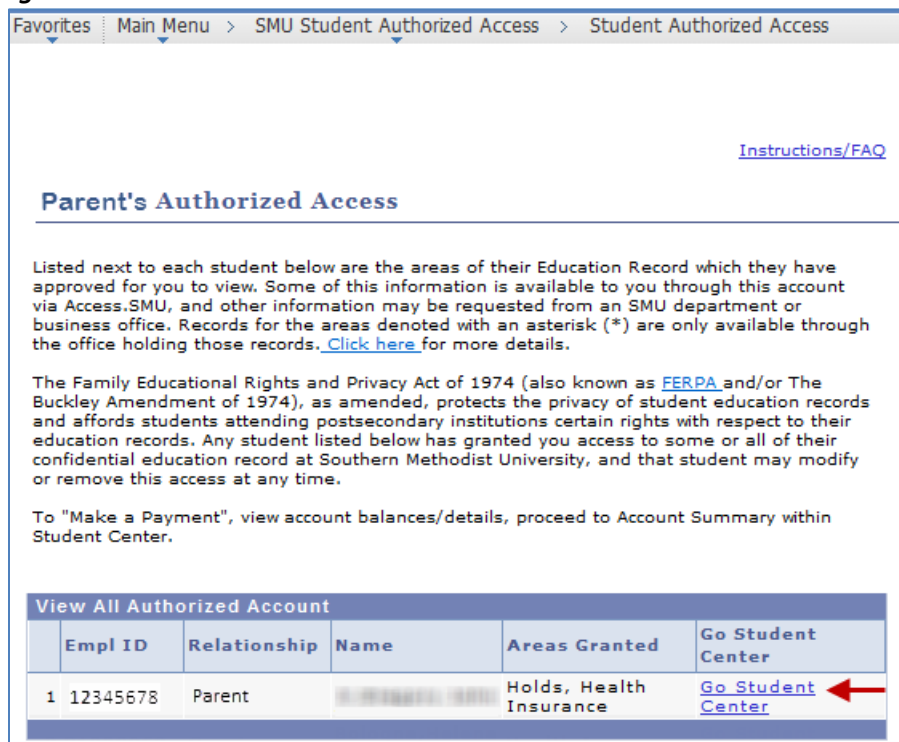 Favorites Main Menu > SMU Student Authorized Access > Student Authorized Access
Instructions/FAQ
Parent's Authorized Access
Listed next to each student below are the areas of their Education Record which they have
approved for you to view. Some of this information is available to you through this account
via Access.SMU, and other information may be requested from an SMU department or
business office. Records for the areas denoted with an asterisk (*) are only available through
the office holding those records. Click here for more details.
The Family Educational Rights and Privacy Act of 1974 (also known as FERPA and/or The
Buckley Amendment of 1974), as amended, protects the privacy of student education records
and affords students attending postsecondary institutions certain rights with respect to their
education records. Any student listed below has granted you access to some or all of their
confidential education record at Southern Methodist University, and that student may modify
or remove this access at any time.
To "Make a Payment", view account balances/details, proceed to Account Summary within
Student Center.
View All Authorized Account
Empl ID Relationship Name Areas Granted Go Student
Center
1 12345678 Parent Holds, Health Go Student
Insurance Center